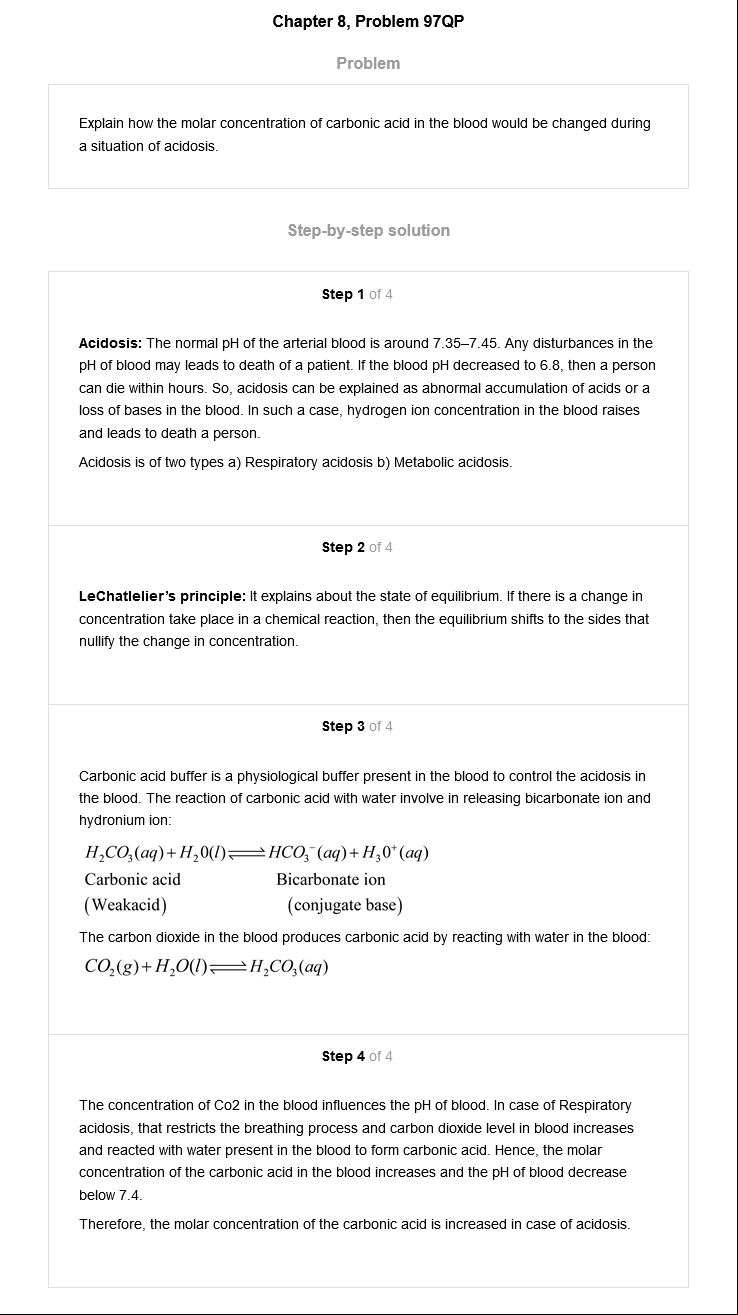 Chapter 8, Problem 97QP
Problem
Explain how the molar concentration of carbonic acid in the blood would be changed during
a situation of acidosis.
Step-by-step solution
Step 1 of 4
Acidosis: The normal pH of the arterial blood is around 7.35–7.45. Any disturbances in the
pH of blood may leads to death of a patient. If the blood pH decreased to 6.8, then a person
can die within hours. So, acidosis can be explained as abnormal accumulation of acids or a
loss of bases in the blood. In such a case, hydrogen ion concentration in the blood raises
and leads to death a person.
Acidosis is of two types a) Respiratory acidosis b) Metabolic acidosis.
Step 2 of 4
LeChatlelier's principle: It explains about the state of equilibrium. If there is a change in
concentration take place in a chemical reaction, then the equilibrium shifts to the sides that
nullify the change in concentration.
Step 3 of 4
Carbonic acid buffer is a physiological buffer present in the blood to control the acidosis in
the blood. The reaction of carbonic acid with water involve in releasing bicarbonate ion and
hydronium ion:
H₂CO₃(aq)+H₂0(l)⇌HCO₃⁻(aq)+H₃0⁺(aq)
Carbonic acid Bicarbonate ion
(Weakacid) (conjugate base)
The carbon dioxide in the blood produces carbonic acid by reacting with water in the blood:
CO₂(g)+H₂O(l)⇌H₂CO₃(aq)
Step 4 of 4
The concentration of Co2 in the blood influences the pH of blood. In case of Respiratory
acidosis, that restricts the breathing process and carbon dioxide level in blood increases
and reacted with water present in the blood to form carbonic acid. Hence, the molar
concentration of the carbonic acid in the blood increases and the pH of blood decrease
below 7.4.
Therefore, the molar concentration of the carbonic acid is increased in case of acidosis.